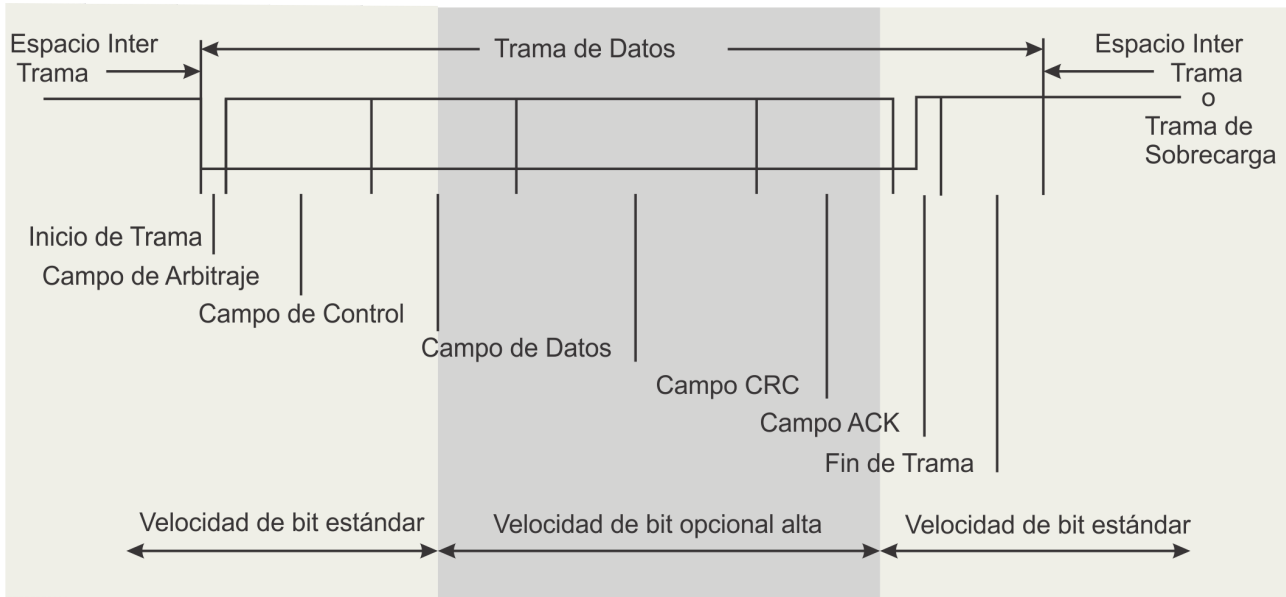 Espacio Inter
Trama
Trama de Datos
Espacio Inter
Trama
o
Trama de
Sobrecarga
Inicio de Trama
Campo de Arbitraje
Campo de Control
Campo de Datos
Campo CRC
Campo ACK
Fin de Trama
Velocidad de bit estándar
Velocidad de bit opcional alta
Velocidad de bit estándar